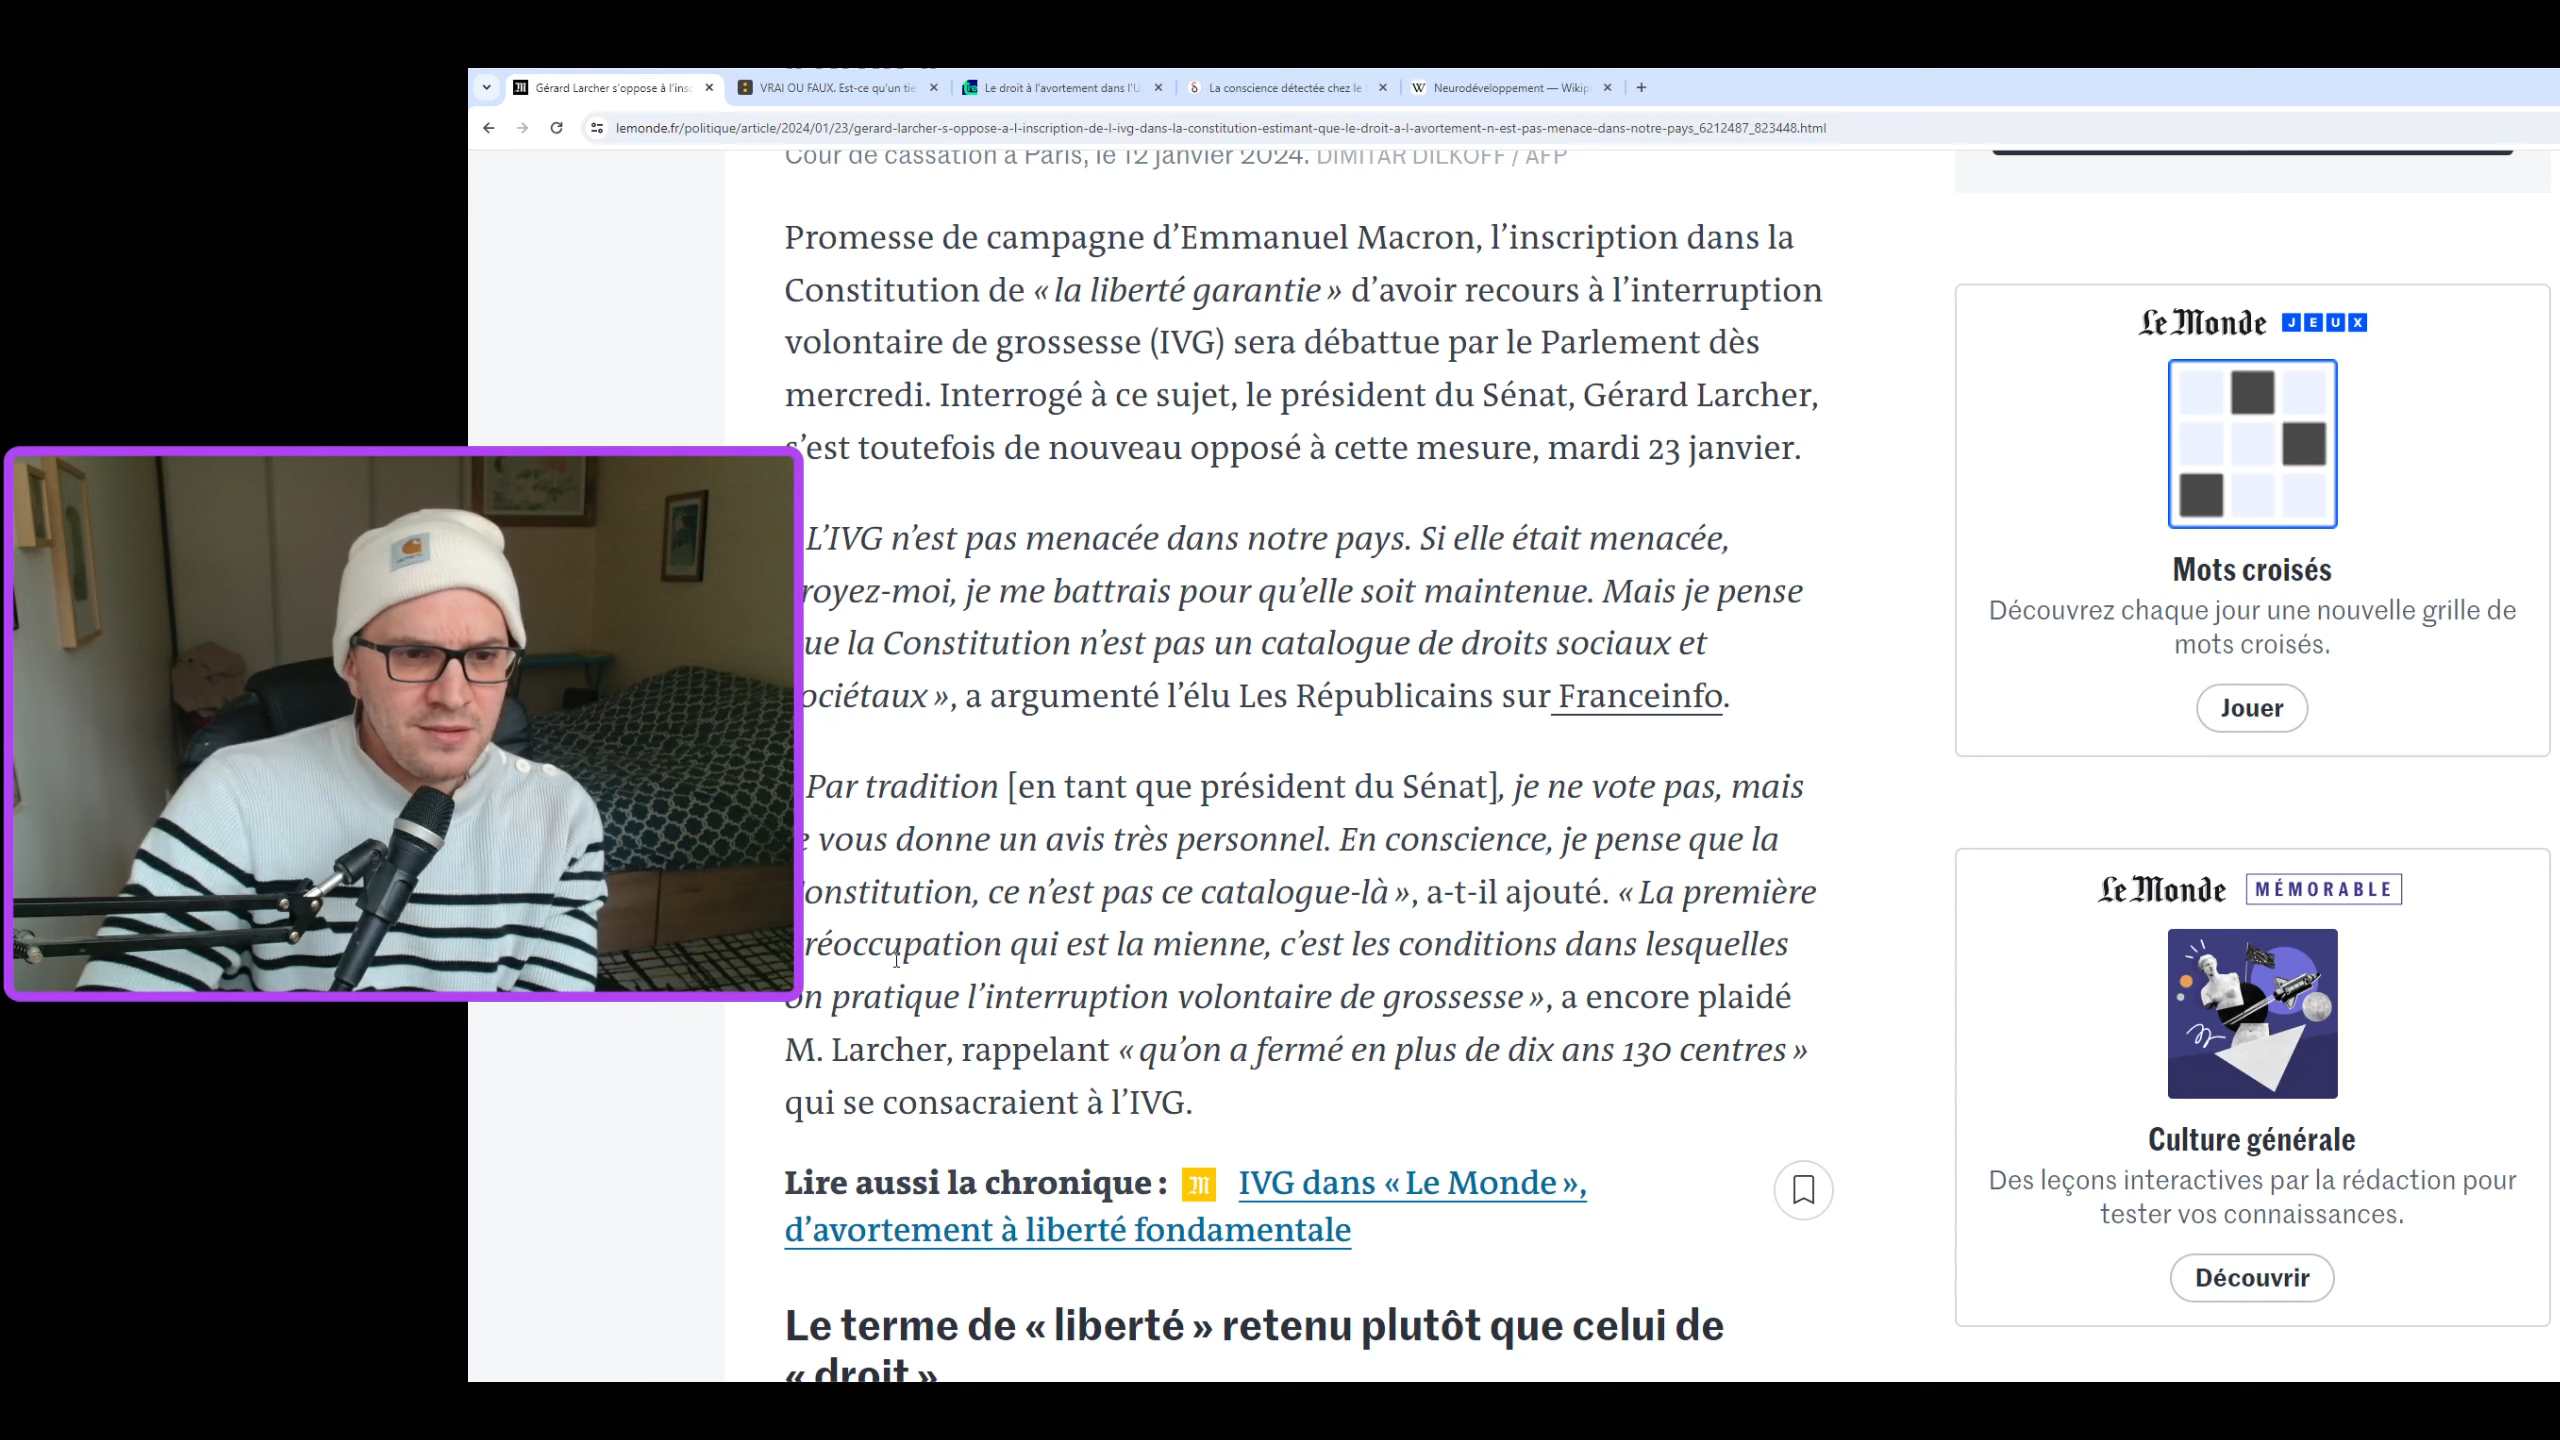 Gérard Larcher s'oppose à l'insc
VRAI OU FAUX. Est-ce qu'un tie
Le droit à l'avortement dans l'U
La conscience détectée chez le
Neurodéveloppement — Wikip
lemonde.fr/politique/article/2024/01/23/gerard-larcher-s-oppose-a-l-inscription-de-l-ivg-dans-la-constitution-estimant-que-le-droit-a-l-avortement-n-est-pas-menace-dans-notre-pays_6212487_823448.html
Cour de cassation à Paris, le 12 janvier 2024. DIMITAR DILKOFF / AFP
Promesse de campagne d’Emmanuel Macron, l’inscription dans la
Constitution de « la liberté garantie » d’avoir recours à l’interruption
volontaire de grossesse (IVG) sera débattue par le Parlement dès
mercredi. Interrogé à ce sujet, le président du Sénat, Gérard Larcher,
s’est toutefois de nouveau opposé à cette mesure, mardi 23 janvier.
L’IVG n’est pas menacée dans notre pays. Si elle était menacée,
royez-moi, je me battrais pour qu’elle soit maintenue. Mais je pense
ue la Constitution n’est pas un catalogue de droits sociaux et
ociétaux », a argumenté l’élu Les Républicains sur Franceinfo.
Par tradition [en tant que président du Sénat], je ne vote pas, mais
e vous donne un avis très personnel. En conscience, je pense que la
onstitution, ce n’est pas ce catalogue-là », a-t-il ajouté. « La première
réoccupation qui est la mienne, c’est les conditions dans lesquelles
on pratique l’interruption volontaire de grossesse », a encore plaidé
M. Larcher, rappelant « qu’on a fermé en plus de dix ans 130 centres »
qui se consacraient à l’IVG.
Lire aussi la chronique : M IVG dans « Le Monde »,
d’avortement à liberté fondamentale
Le terme de « liberté » retenu plutôt que celui de
« droit »
Le Monde JEUX
Mots croisés
Découvrez chaque jour une nouvelle grille de
mots croisés.
Jouer
Le Monde MÉMORABLE
Culture générale
Des leçons interactives par la rédaction pour
tester vos connaissances.
Découvrir